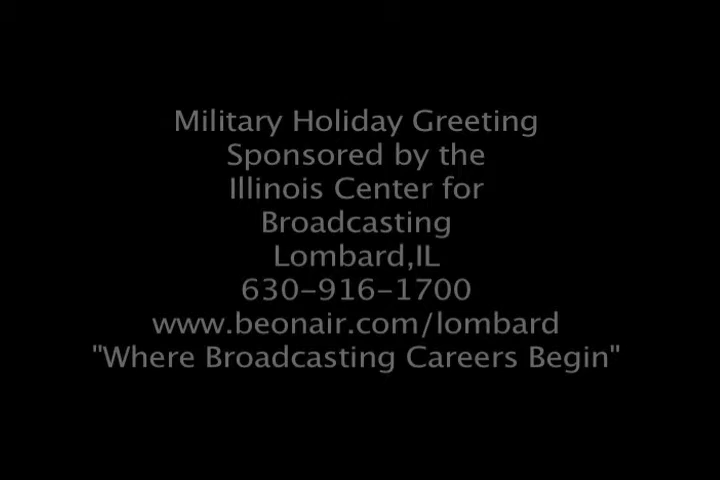 Military Holiday Greeting
Sponsored by the
Illinois Center for
Broadcasting
Lombard,IL
630-916-1700
www.beonair.com/lombard
"Where Broadcasting Careers Begin"